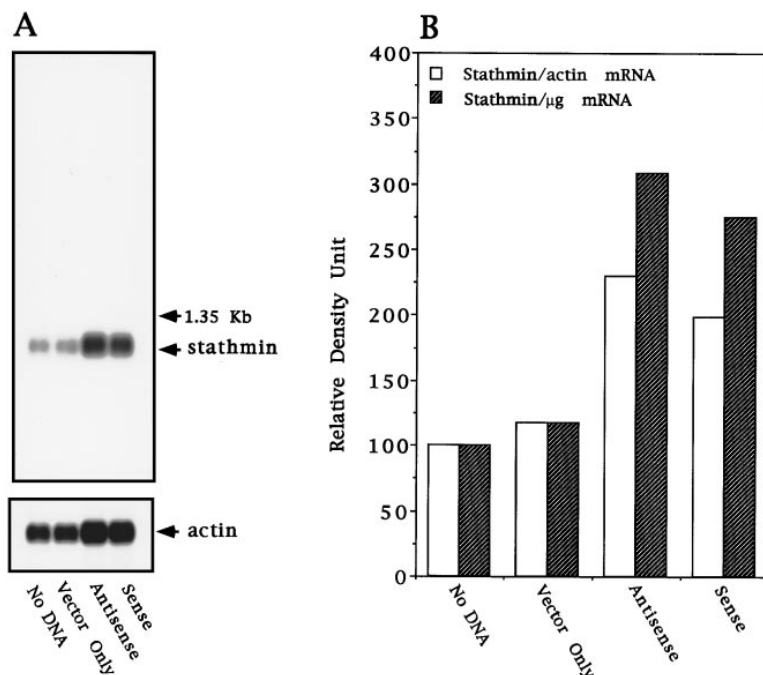 A
1.35 Kb
stathmin
actin
No DNA
Vector Only
Antisense
Sense
B
400
350
300
250
200
150
100
50
0
Relative Density Unit
Stathmin/actin mRNA
Stathmin/µg mRNA
No DNA
Vector Only
Antisense
Sense